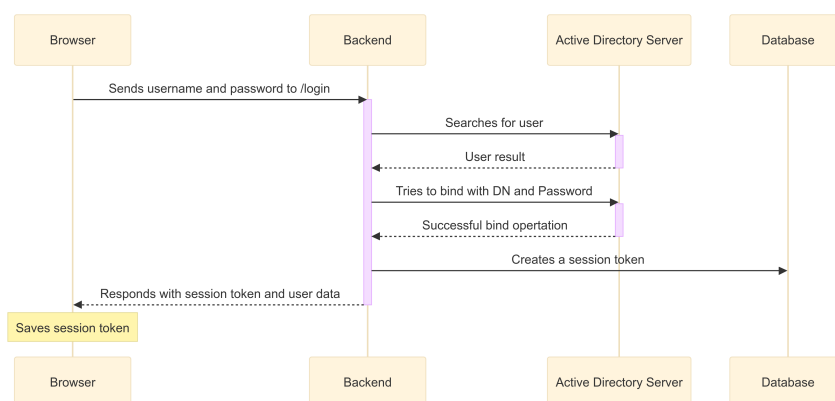 Browser
Backend
Active Directory Server
Database
Sends username and password to /login
Searches for user
User result
Tries to bind with DN and Password
Successful bind opertation
Creates a session token
Responds with session token and user data
Saves session token
Browser
Backend
Active Directory Server
Database